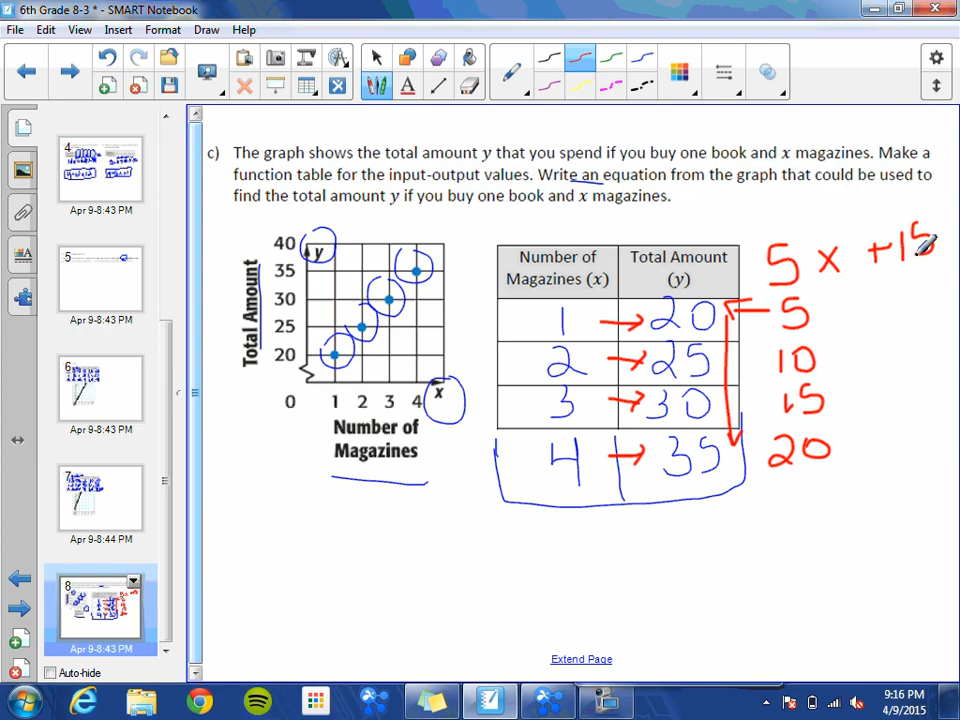 6th Grade 8-3 * - SMART Notebook
File Edit View Insert Format Draw Help
c) The graph shows the total amount y that you spend if you buy one book and x magazines. Make a
function table for the input-output values. Write an equation from the graph that could be used to
find the total amount y if you buy one book and x magazines.
4
Apr 9-8:43 PM
5
Apr 9-8:43 PM
6
Apr 9-8:43 PM
7
Apr 9-8:44 PM
8
Apr 9-8:43 PM
Auto-hide
40 y
35
30
25
20
0 1 2 3 4 x
Total Amount
Number of
Magazines
Number of Total Amount
Magazines (x) (y)
5 x +15
1 → 20 5
2 → 25 10
3 → 30 15
4 → 35 20
Extend Page
9:16 PM
4/9/2015